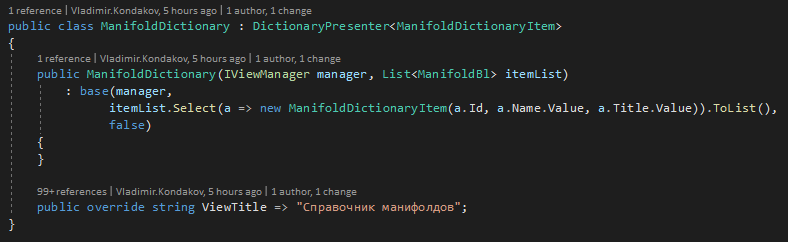 1 reference | Vladimir.Kondakov, 5 hours ago | 1 author, 1 change
public class ManifoldDictionary : DictionaryPresenter<ManifoldDictionaryItem>
{
1 reference | Vladimir.Kondakov, 5 hours ago | 1 author, 1 change
public ManifoldDictionary(IViewManager manager, List<ManifoldBl> itemList)
: base(manager,
itemList.Select(a => new ManifoldDictionaryItem(a.Id, a.Name.Value, a.Title.Value)).ToList(),
false)
{
}
99+ references | Vladimir.Kondakov, 5 hours ago | 1 author, 1 change
public override string ViewTitle => "Справочник манифолдов";
}